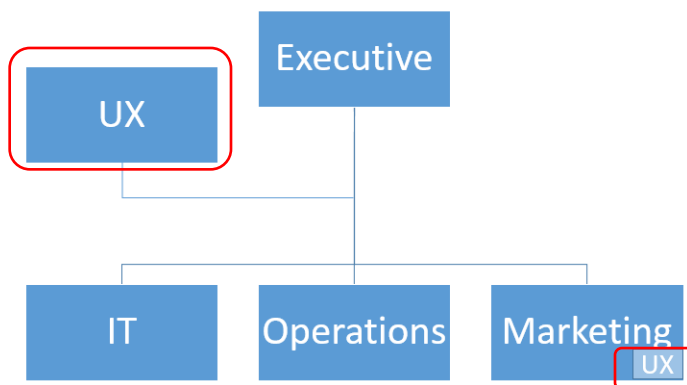 Executive
UX
IT
Operations
Marketing
UX